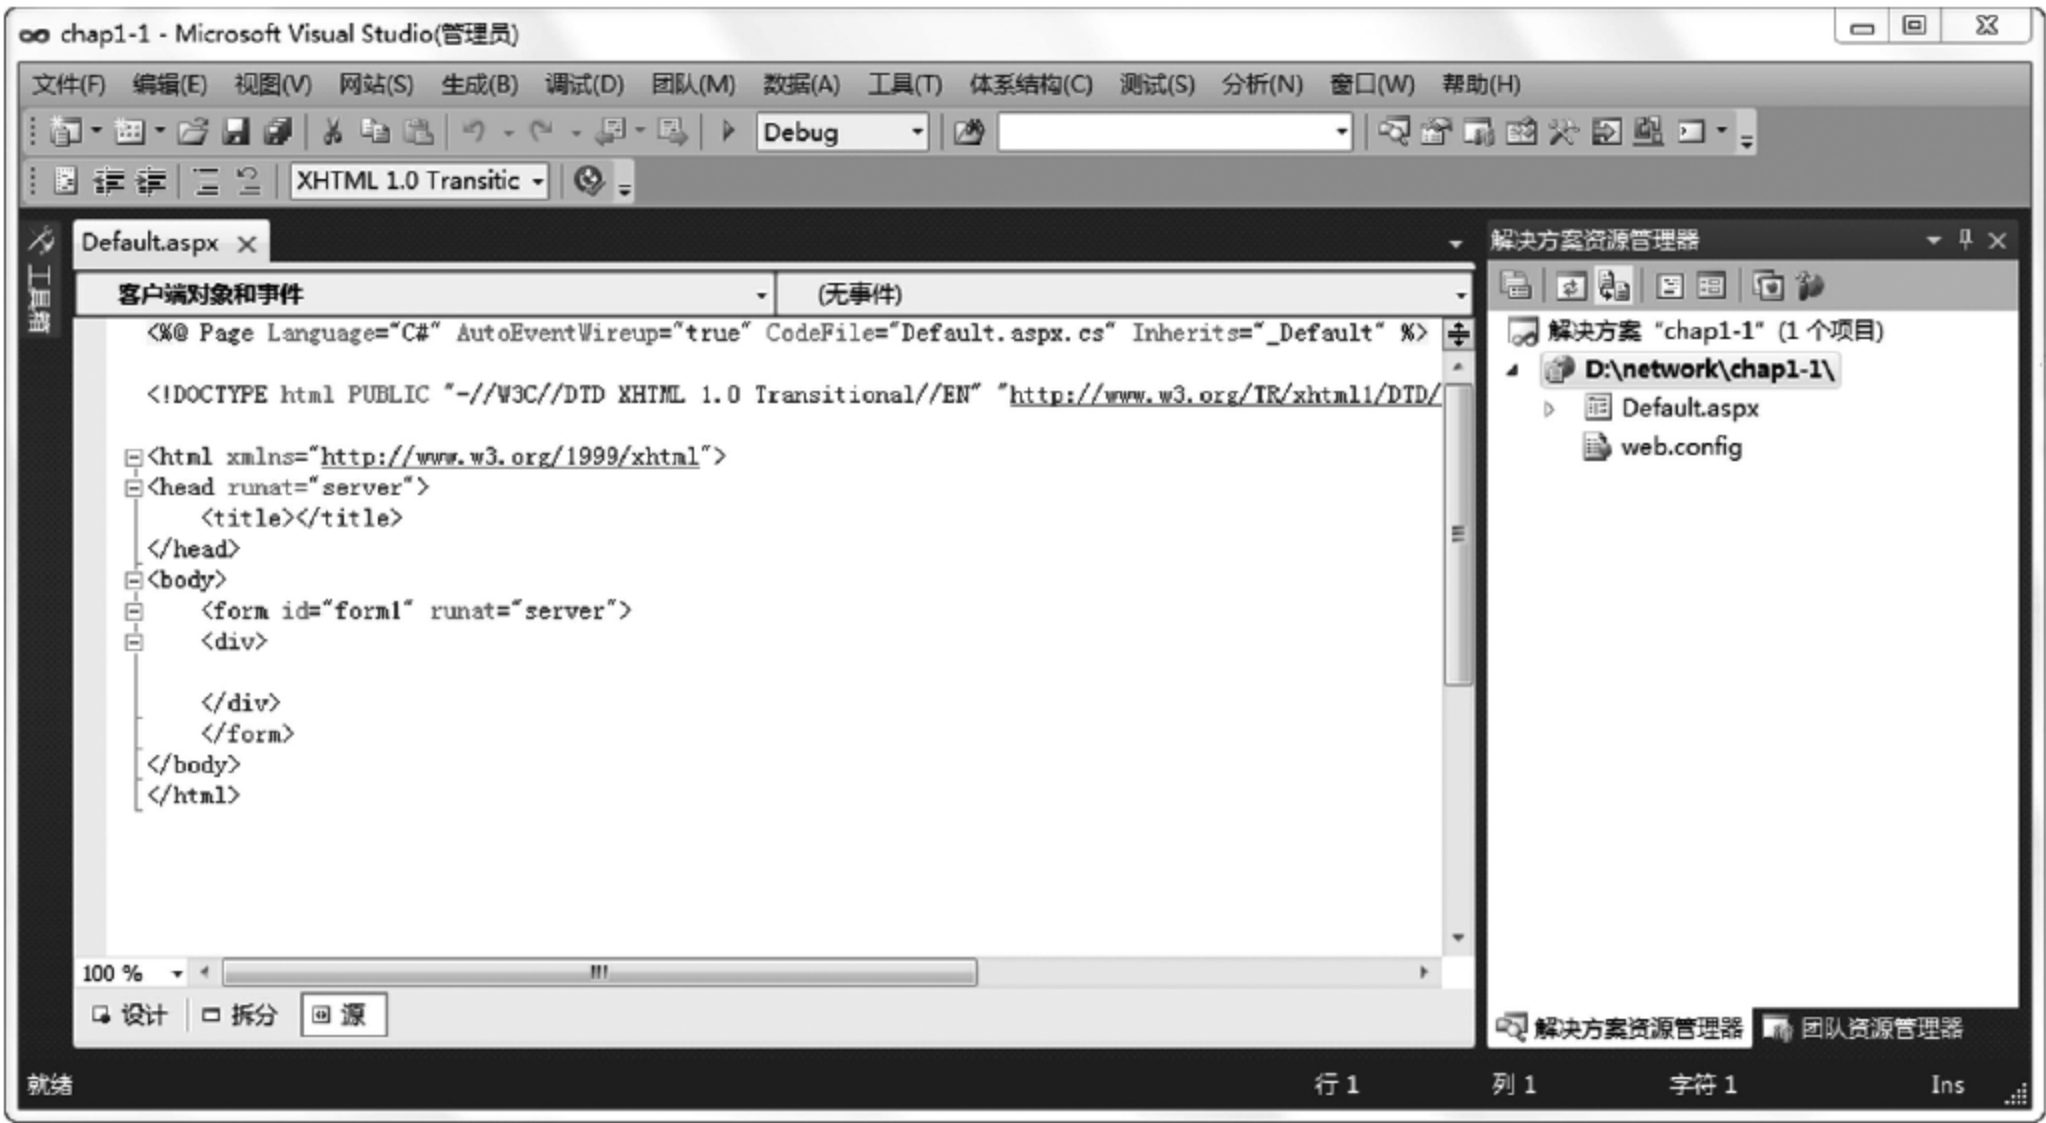 chap1-1 - Microsoft Visual Studio(管理员)
文件(F) 编辑(E) 视图(V) 网站(S) 生成(B) 调试(D) 团队(M) 数据(A) 工具(T) 体系结构(C) 测试(S) 分析(N) 窗口(W) 帮助(H)
Debug
XHTML 1.0 Transitic
工具箱
Default.aspx
客户端对象和事件 (无事件)
<%@ Page Language="C#" AutoEventWireup="true" CodeFile="Default.aspx.cs" Inherits="_Default" %>
<!DOCTYPE html PUBLIC "-//W3C//DTD XHTML 1.0 Transitional//EN" "http://www.w3.org/TR/xhtml1/DTD/
<html xmlns="http://www.w3.org/1999/xhtml">
<head runat="server">
<title></title>
</head>
<body>
<form id="form1" runat="server">
<div>
</div>
</form>
</body>
</html>
100 %
设计 拆分 源
解决方案资源管理器
解决方案 "chap1-1" (1 个项目)
D:\network\chap1-1\
Default.aspx
web.config
解决方案资源管理器 团队资源管理器
就绪 行 1 列 1 字符 1 Ins